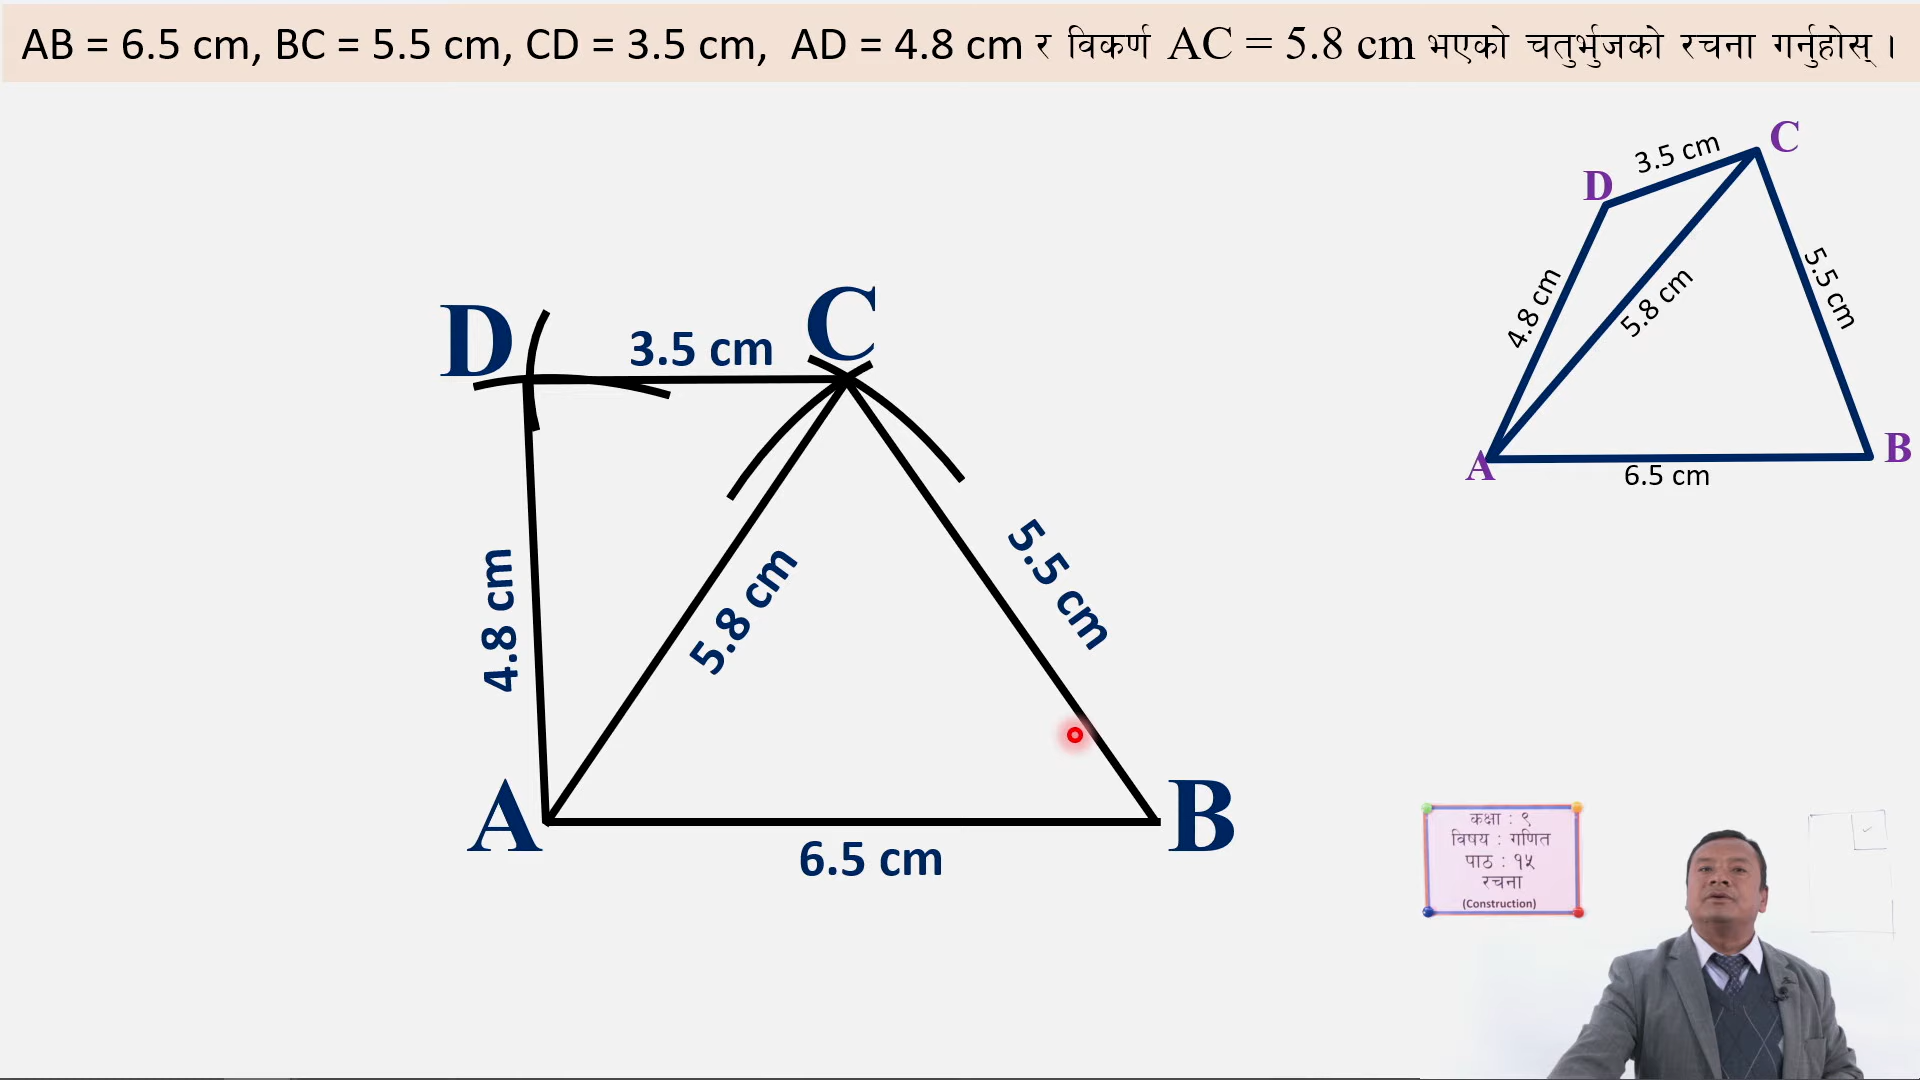 AB = 6.5 cm, BC = 5.5 cm, CD = 3.5 cm, AD = 4.8 cm र विकर्ण AC = 5.8 cm भएको चतुर्भुजको रचना गर्नुहोस् ।
C
3.5 cm
D
4.8 cm
5.8 cm
5.5 cm
A
B
6.5 cm
D
3.5 cm
C
4.8 cm
5.8 cm
5.5 cm
A
B
6.5 cm
कक्षा : ९
विषय : गणित
पाठ : १५
रचना
(Construction)